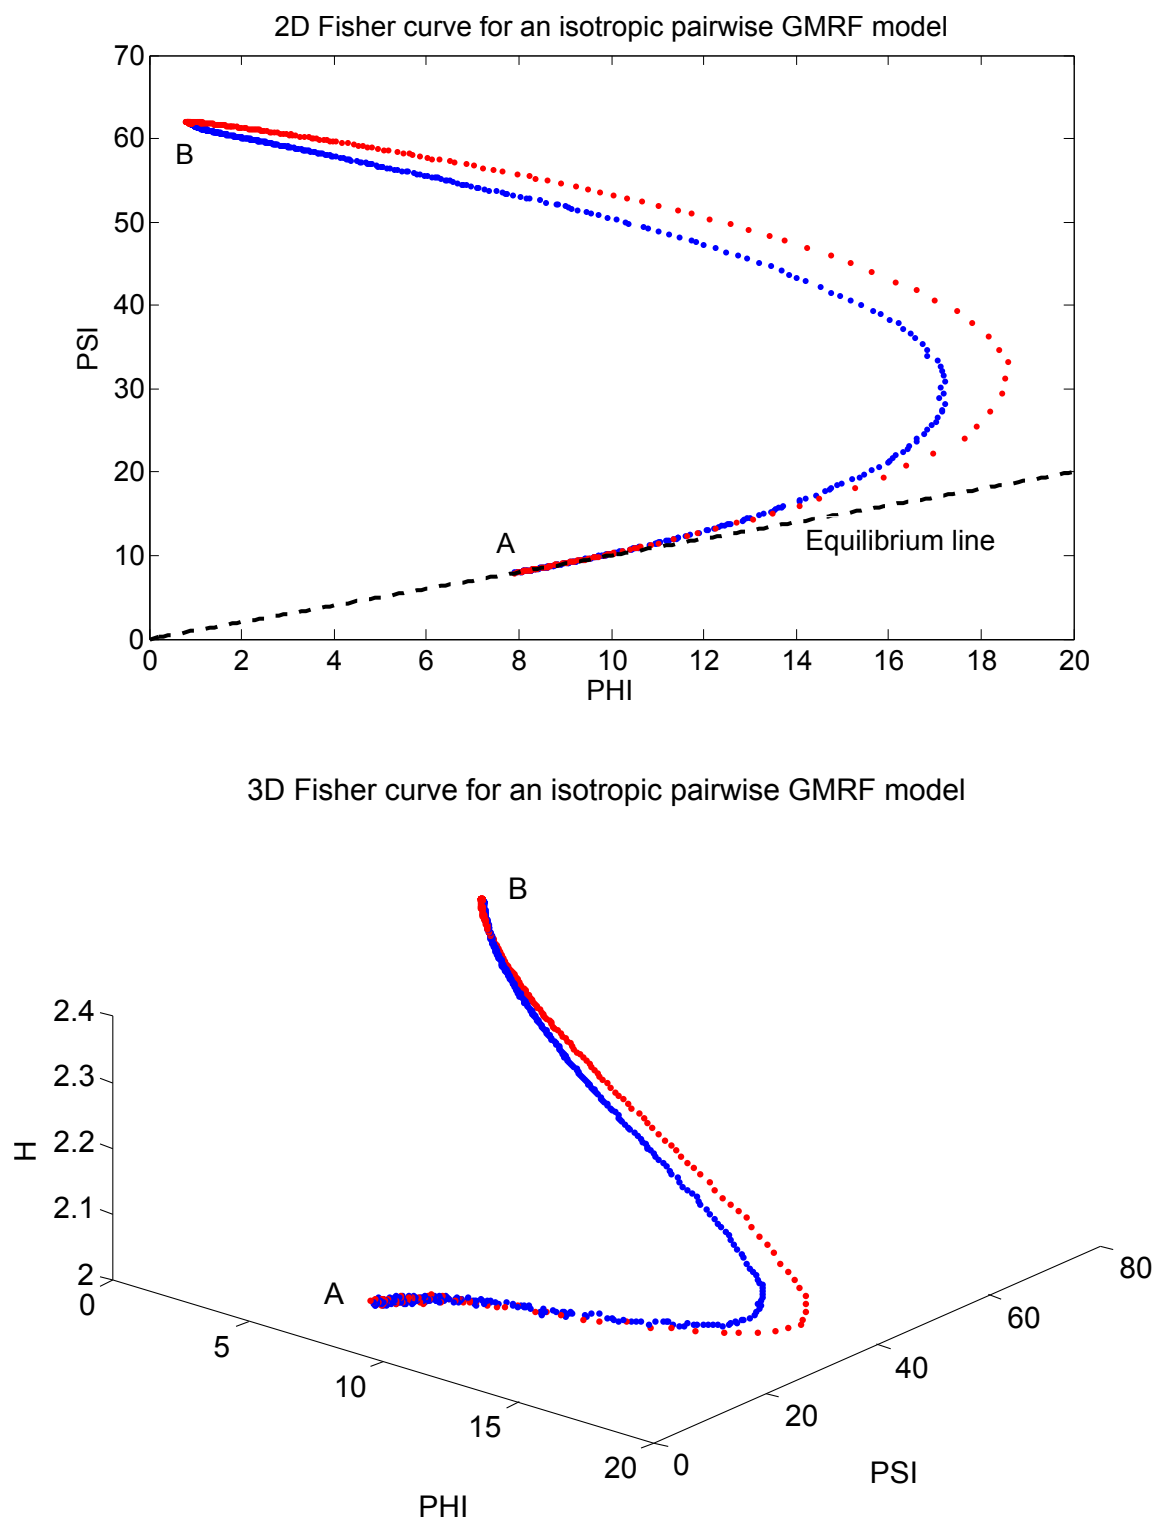 2D Fisher curve for an isotropic pairwise GMRF model
70
60
50
40
30
20
10
0
PSI
B
A
Equilibrium line
0 2 4 6 8 10 12 14 16 18 20
PHI
3D Fisher curve for an isotropic pairwise GMRF model
B
2.4
2.3
2.2
2.1
2
H
A
0
5
10
15
20
PHI
0
20
40
60
80
PSI